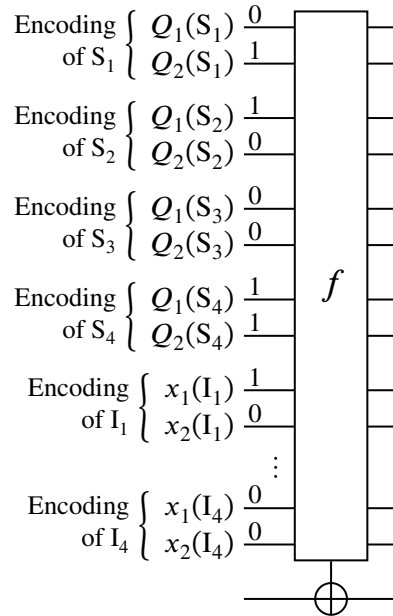 Encoding of S₁ { Q₁(S₁) 0
Q₂(S₁) 1
Encoding of S₂ { Q₁(S₂) 1
Q₂(S₂) 0
Encoding of S₃ { Q₁(S₃) 0
Q₂(S₃) 0
f
Encoding of S₄ { Q₁(S₄) 1
Q₂(S₄) 1
Encoding of I₁ { x₁(I₁) 1
x₂(I₁) 0
⋮
Encoding of I₄ { x₁(I₄) 0
x₂(I₄) 0